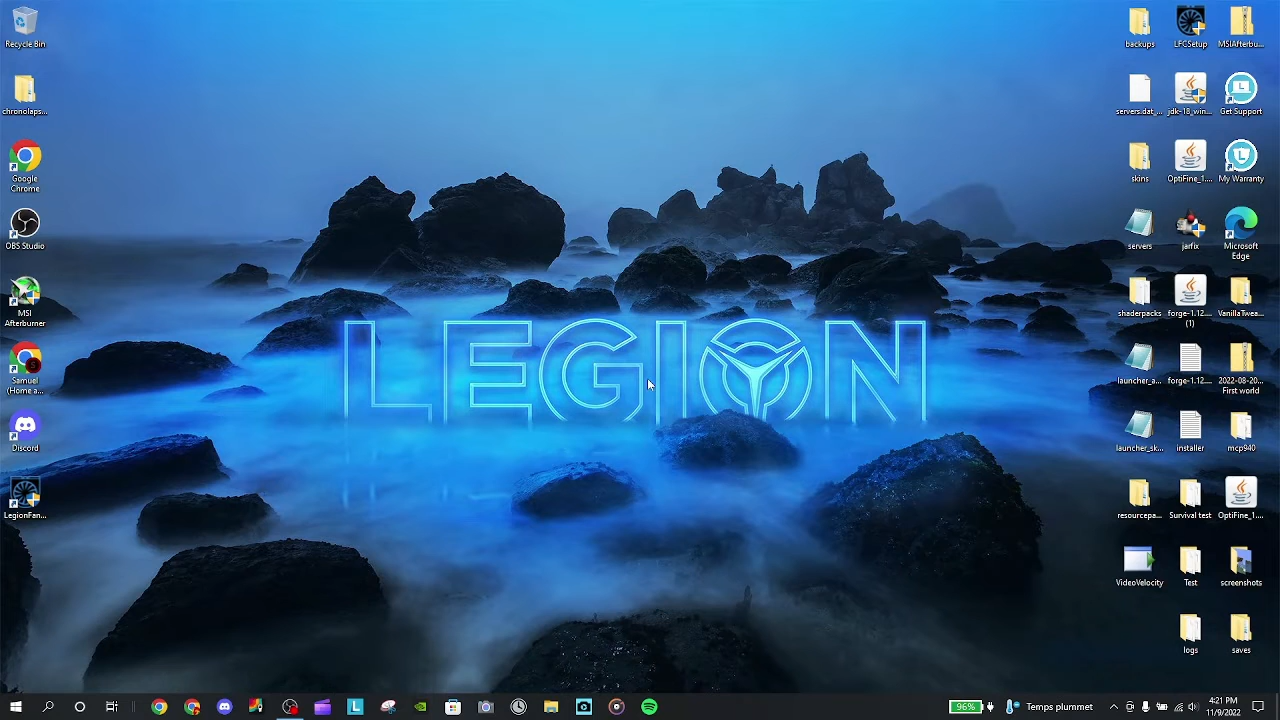 Recycle Bin
chronolaps...
Google
Chrome
OBS Studio
MSI
Afterburner
Samuel
(Home a...
Discord
LegionFan...
LEGION
backups
LFCSetup
MSIAfterbu...
servers.dat_...
jdk-18_win...
Get Support
skins
OptiFine_1....
My Warranty
servers
jarfix
Microsoft
Edge
shaderpacks
forge-1.12....
(1)
VanillaTwea...
launcher_a...
forge-1.12....
2022-08-20...
First world
launcher_sk...
installer
mcp940
resourcepa...
Survival test
OptiFine_1....
VideoVelocity
Test
screenshots
logs
saves
96%
Temps plummet
4:21 PM
11/9/2022